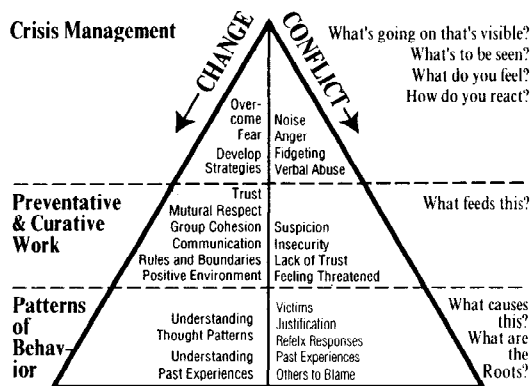 Crisis Management
CHANGE
CONFLICT
What's going on that's visible?
What's to be seen?
What do you feel?
How do you react?
Over-
come
Fear
Develop
Strategies
Noise
Anger
Fidgeting
Verbal Abuse
Preventative
& Curative
Work
Trust
Mutural Respect
Group Cohesion
Communication
Rules and Boundaries
Positive Environment
Suspicion
Insecurity
Lack of Trust
Feeling Threatened
What feeds this?
Patterns
of
Behav-
ior
Understanding
Thought Patterns
Understanding
Past Experiences
Victims
Justification
Refelx Responses
Past Experiences
Others to Blame
What causes
this?
What are
the
Roots?